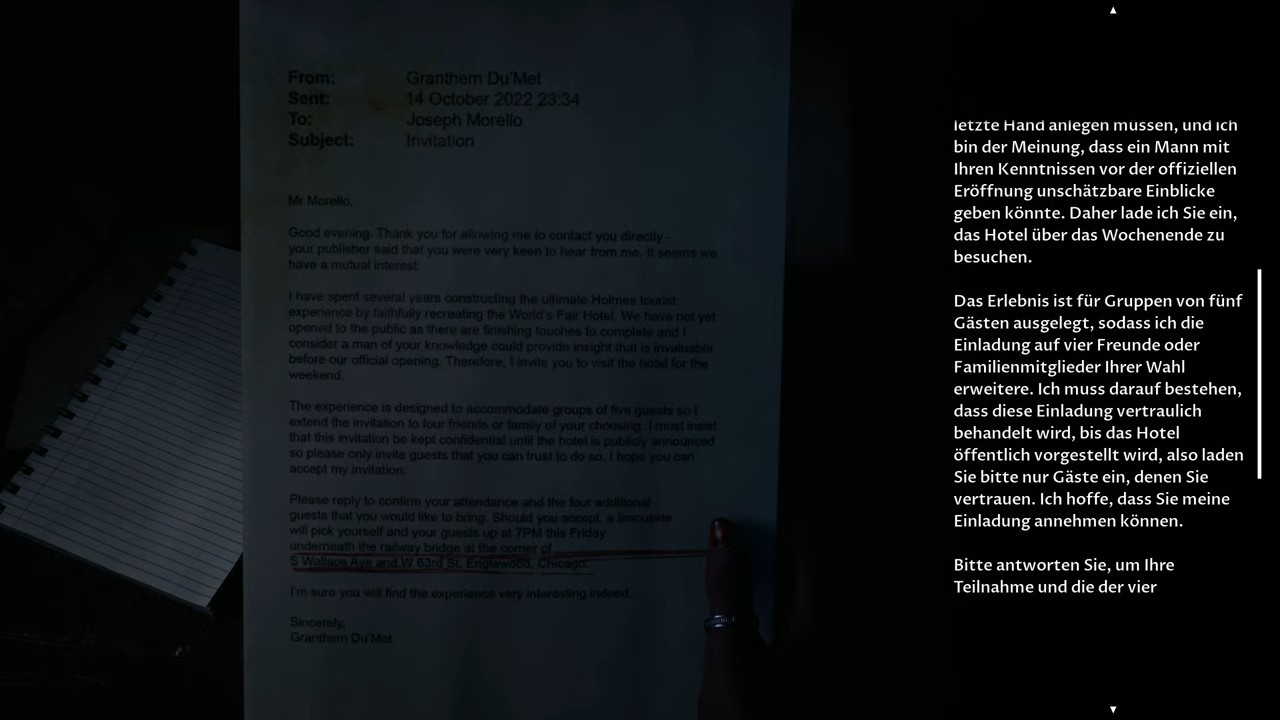 From: Granthem Du'Met
Sent: 14 October 2022 23:34
To: Joseph Morello
Subject: Invitation
Mr Morello,
Good evening. Thank you for allowing me to contact you directly -
your publisher said that you were very keen to hear from me. It seems we
have a mutual interest.
I have spent several years constructing the ultimate Holmes tourist
experience by faithfully recreating the World's Fair Hotel. We have not yet
opened to the public as there are finishing touches to complete and I
consider a man of your knowledge could provide insight that is invaluable
before our official opening. Therefore, I invite you to visit the hotel for the
weekend.
The experience is designed to accommodate groups of five guests so I
extend the invitation to four friends or family of your choosing. I must insist
that this invitation be kept confidential until the hotel is publicly announced
so please only invite guests that you can trust to do so. I hope you can
accept my invitation.
Please reply to confirm your attendance and the four additional
guests that you would like to bring. Should you accept, a limousine
will pick yourself and your guests up at 7PM this Friday
underneath the railway bridge at the corner of
S Wallace Ave and W 63rd St. Englewood, Chicago.
I'm sure you will find the experience very interesting indeed.
Sincerely,
Granthem Du'Met
letzte Hand anlegen müssen, und ich
bin der Meinung, dass ein Mann mit
Ihren Kenntnissen vor der offiziellen
Eröffnung unschätzbare Einblicke
geben könnte. Daher lade ich Sie ein,
das Hotel über das Wochenende zu
besuchen.
Das Erlebnis ist für Gruppen von fünf
Gästen ausgelegt, sodass ich die
Einladung auf vier Freunde oder
Familienmitglieder Ihrer Wahl
erweitere. Ich muss darauf bestehen,
dass diese Einladung vertraulich
behandelt wird, bis das Hotel
öffentlich vorgestellt wird, also laden
Sie bitte nur Gäste ein, denen Sie
vertrauen. Ich hoffe, dass Sie meine
Einladung annehmen können.
Bitte antworten Sie, um Ihre
Teilnahme und die der vier